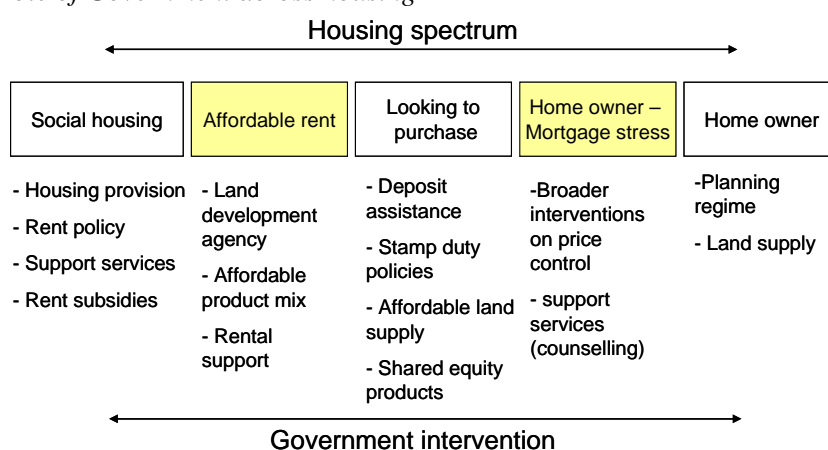 Housing spectrum
Social housing
Affordable rent
Looking to
purchase
Home owner –
Mortgage stress
Home owner
- Housing provision
- Rent policy
- Support services
- Rent subsidies
- Land
development
agency
- Affordable
product mix
- Rental
support
- Deposit
assistance
- Stamp duty
policies
- Affordable land
supply
- Shared equity
products
-Broader
interventions
on price
control
- support
services
(counselling)
-Planning
regime
- Land supply
Government intervention